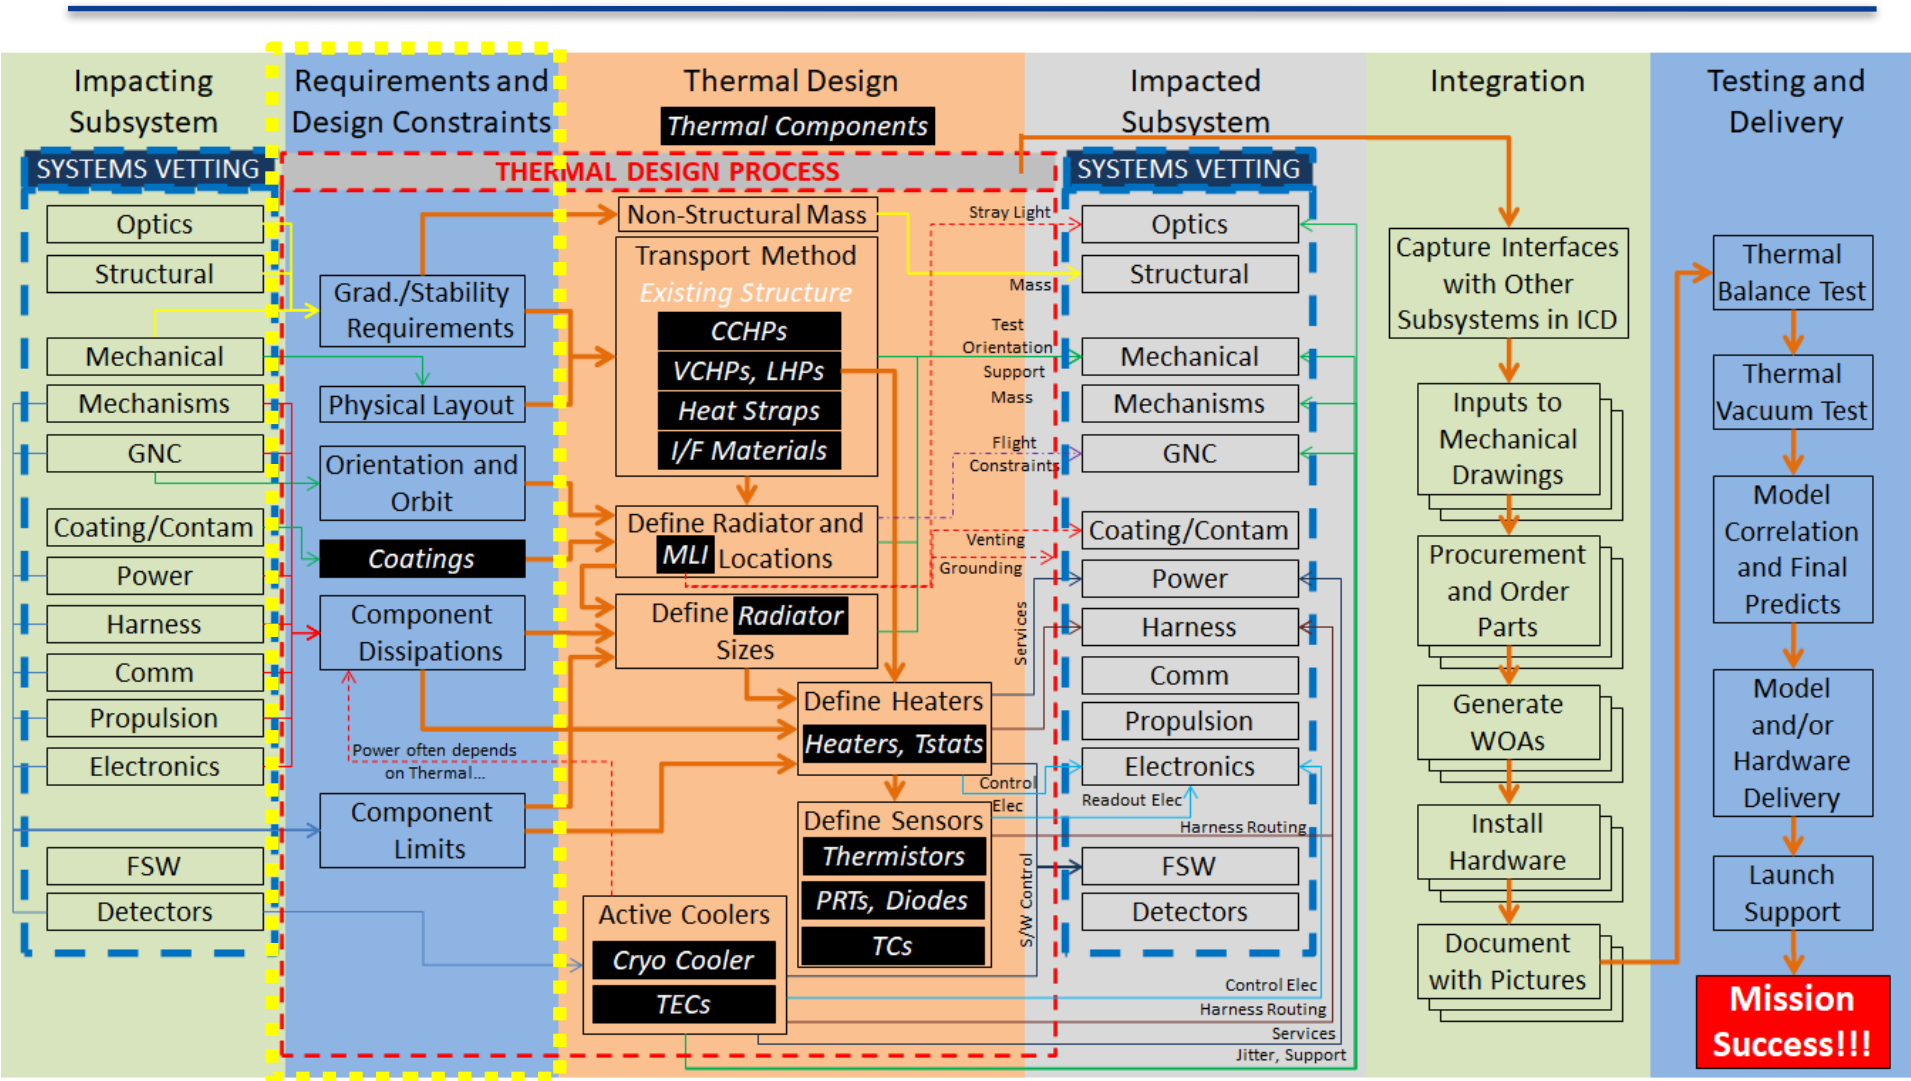 Impacting
Subsystem
SYSTEMS VETTING
Optics
Structural
Mechanical
Mechanisms
GNC
Coating/Contam
Power
Harness
Comm
Propulsion
Electronics
FSW
Detectors
Requirements and
Design Constraints
THERMAL DESIGN PROCESS
Grad./Stability
Requirements
Physical Layout
Orientation and
Orbit
Coatings
Component
Dissipations
Power often depends
on Thermal...
Component
Limits
Thermal Design
Thermal Components
Non-Structural Mass
Transport Method
Existing Structure
CCHPs
VCHPs, LHPs
Heat Straps
I/F Materials
Define Radiator and
MLI Locations
Define Radiator
Sizes
Define Heaters
Heaters, Tstats
Define Sensors
Thermistors
PRTs, Diodes
TCs
Active Coolers
Cryo Cooler
TECs
Stray Light
Mass
Test
Orientation
Support
Mass
Flight
Constraints
Venting
Grounding
Services
Control
Elec
S/W Control
Impacted
Subsystem
SYSTEMS VETTING
Optics
Structural
Mechanical
Mechanisms
GNC
Coating/Contam
Power
Harness
Comm
Propulsion
Electronics
Readout Elec
Harness Routing
FSW
Detectors
Control Elec
Harness Routing
Services
Jitter, Support
Integration
Capture Interfaces
with Other
Subsystems in ICD
Inputs to
Mechanical
Drawings
Procurement
and Order
Parts
Generate
WOAs
Install
Hardware
Document
with Pictures
Testing and
Delivery
Thermal
Balance Test
Thermal
Vacuum Test
Model
Correlation
and Final
Predicts
Model
and/or
Hardware
Delivery
Launch
Support
Mission
Success!!!